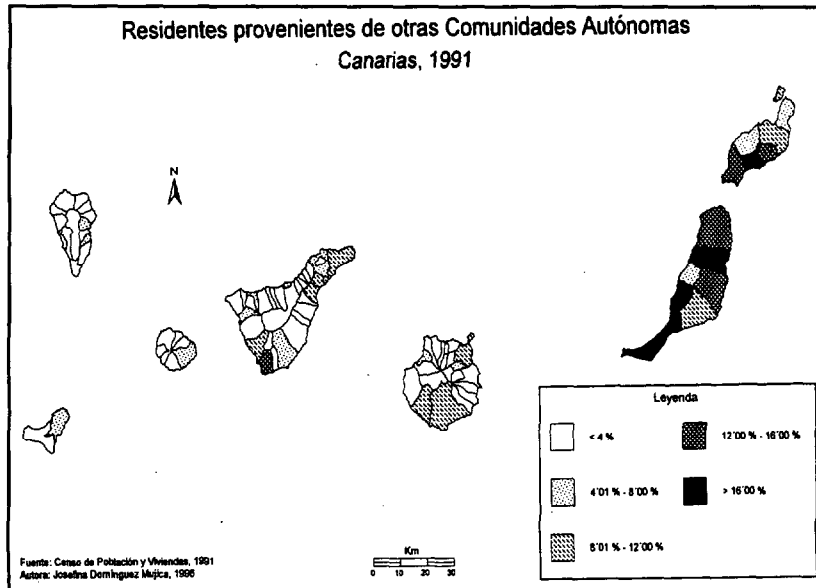 Residentes provenientes de otras Comunidades Autónomas
Canarias, 1991
N
Leyenda
< 4 %
12'00 % - 16'00 %
4'01 % - 8'00 %
> 16'00 %
8'01 % - 12'00 %
Km
0 10 20 30
Fuente: Censo de Población y Viviendas, 1991
Autora: Josefina Domínguez Mujica, 1996